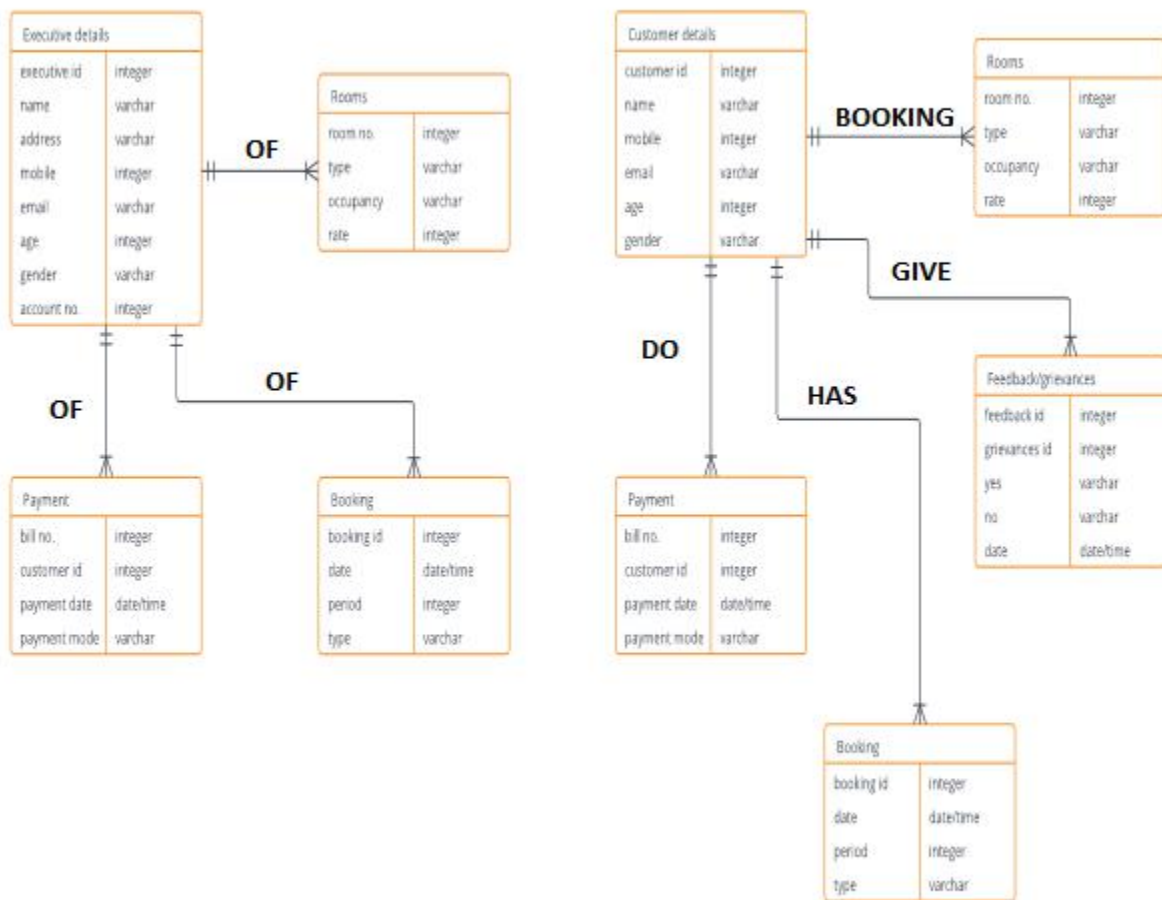 Executive details
executive id integer
name varchar
address varchar
mobile integer
email varchar
age integer
gender varchar
account no. integer
OF
Rooms
room no. integer
type varchar
occupancy varchar
rate integer
OF
OF
Payment
bill no. integer
customer id integer
payment date date/time
payment mode varchar
Booking
booking id integer
date date/time
period integer
type varchar
Customer details
customer id integer
name varchar
mobile integer
email varchar
age integer
gender varchar
BOOKING
Rooms
room no. integer
type varchar
occupancy varchar
rate integer
GIVE
DO
HAS
Feedback/grievances
feedback id integer
grievances id integer
yes varchar
no varchar
date date/time
Payment
bill no. integer
customer id integer
payment date date/time
payment mode varchar
Booking
booking id integer
date date/time
period integer
type varchar